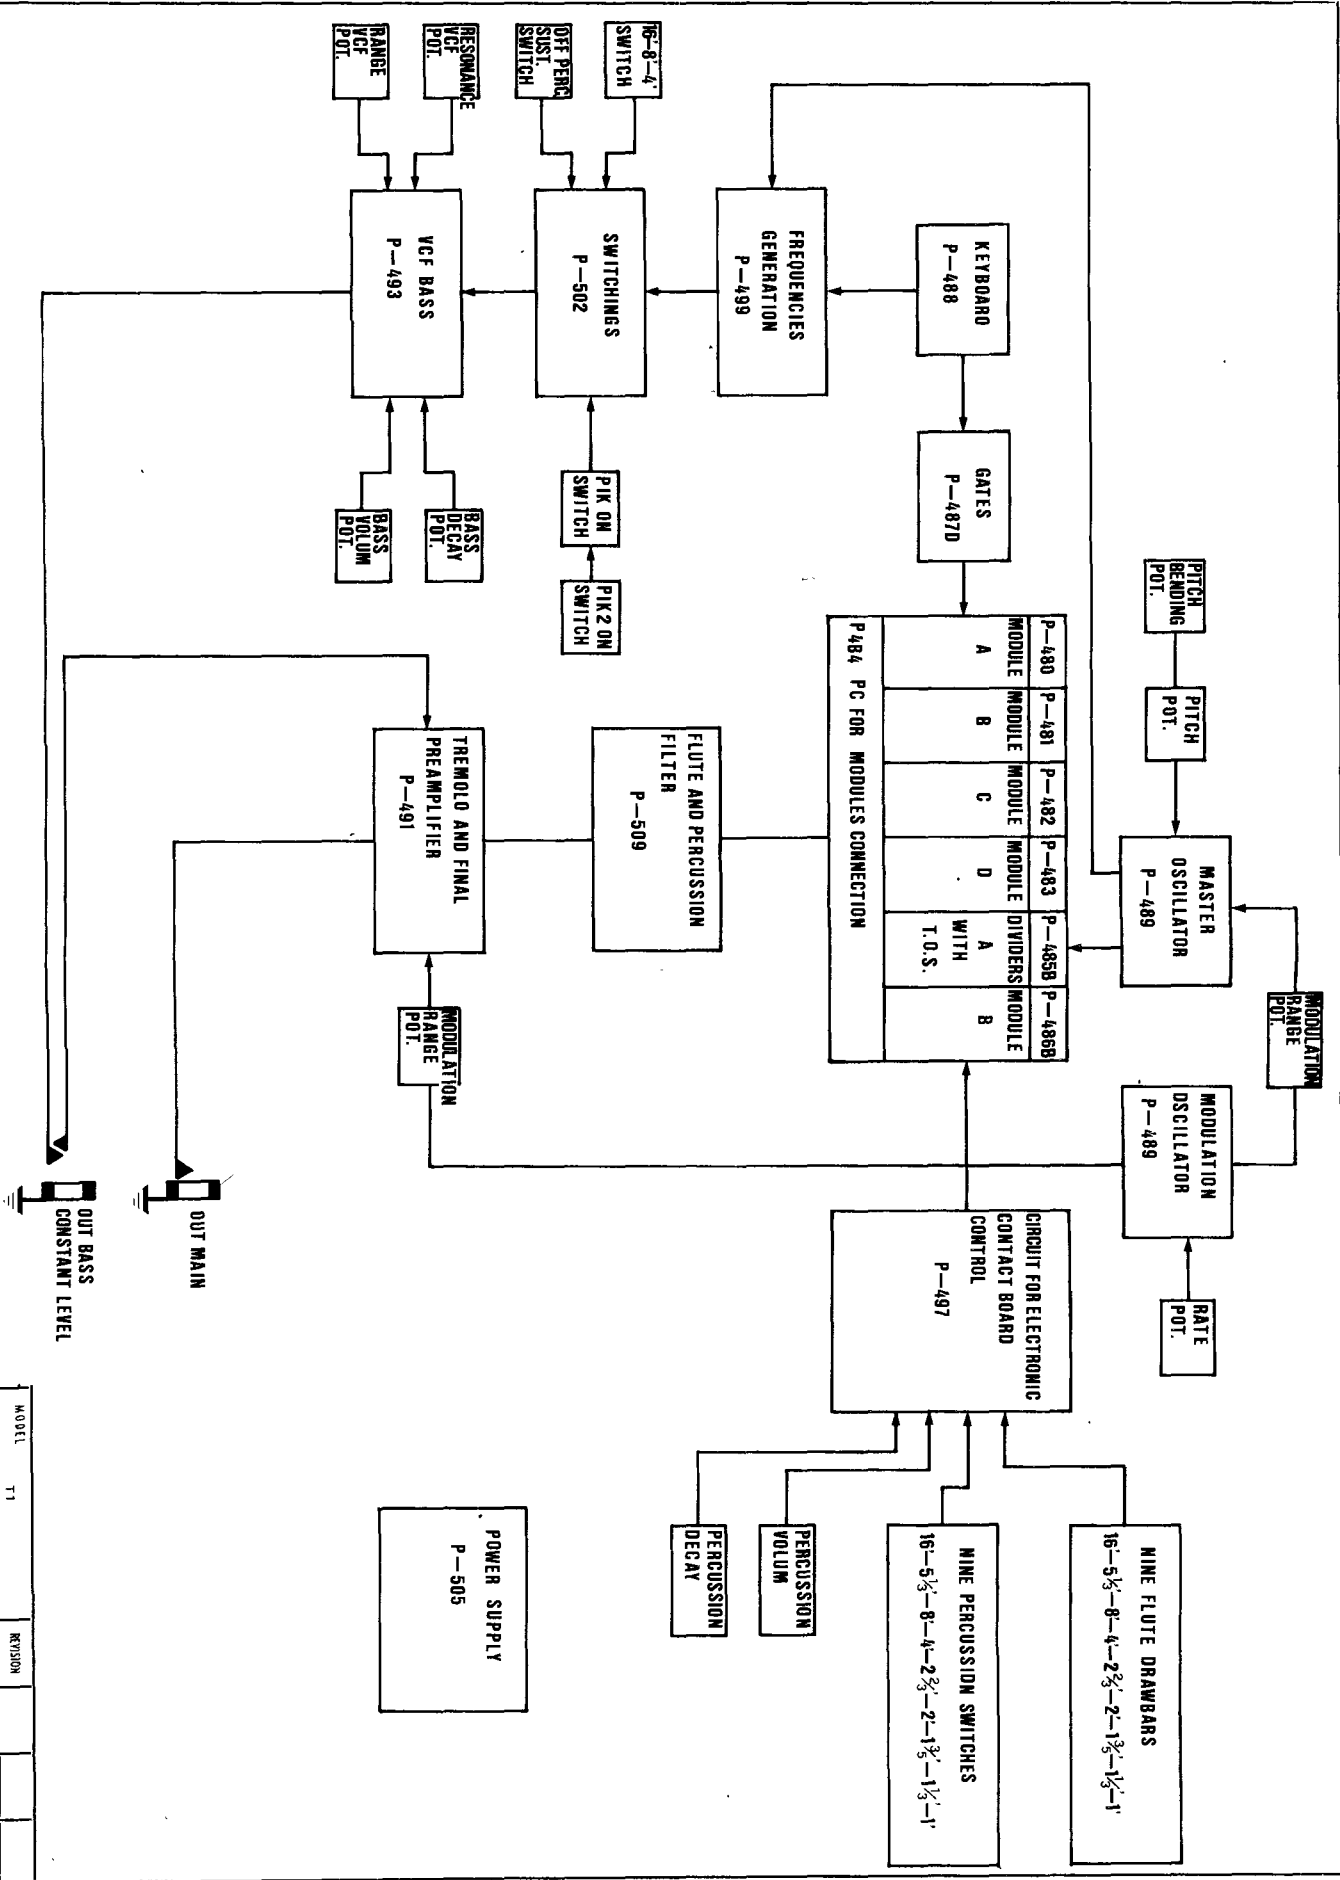 PITCH
BENDING
POT.
PITCH
POT.
MASTER
OSCILLATOR
P—489
MODULATION
RANGE
POT.
MODULATION
OSCILLATOR
P—489
RATE
POT.
NINE FLUTE DRAWBARS
16'—5⅓'—8'—4'—2⅔'—2'—1⅗'—1⅓'—1'
KEYBOARD
P—488
GATES
P—487D
P—480
P—481
P—482
P—483
P—485B
P—486B
MODULE
A
MODULE
B
MODULE
C
MODULE
D
DIVIDERS
A
WITH
T.O.S.
MODULE
B
P484 PC FOR MODULES CONNECTION
CIRCUIT FOR ELECTRONIC
CONTACT BOARD
CONTROL
P—497
NINE PERCUSSION SWITCHES
16'—5⅓'—8'—4'—2⅔'—2'—1⅗'—1⅓'—1'
PERCUSSION
VOLUM
PERCUSSION
DECAY
FREQUENCIES
GENERATION
P—499
16'—8'—4'
SWITCH
OFF PERC.
SUST.
SWITCH
SWITCHINGS
P—502
PIK ON
SWITCH
PIK2 ON
SWITCH
FLUTE AND PERCUSSION
FILTER
P—509
RESONANCE
VCF
POT.
RANGE
VCF
POT.
VCF BASS
P—493
BASS
DECAY
POT.
BASS
VOLUM
POT.
TREMOLO AND FINAL
PREAMPLIFIER
P—491
MODULATION
RANGE
POT.
POWER SUPPLY
P—505
OUT MAIN
OUT BASS
CONSTANT LEVEL
MODEL T1
REVISION